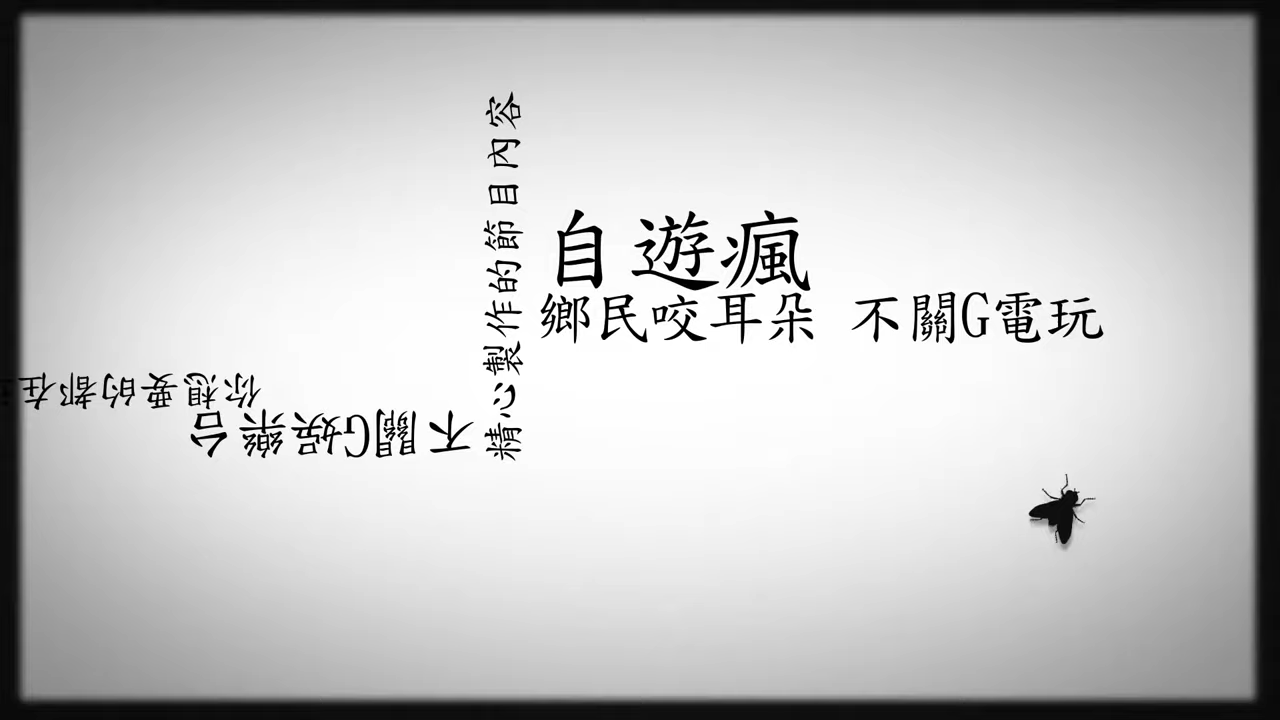 你想要的都在
不關G娛樂台
精心製作的節目內容
自遊瘋
鄉民咬耳朵 不關G電玩